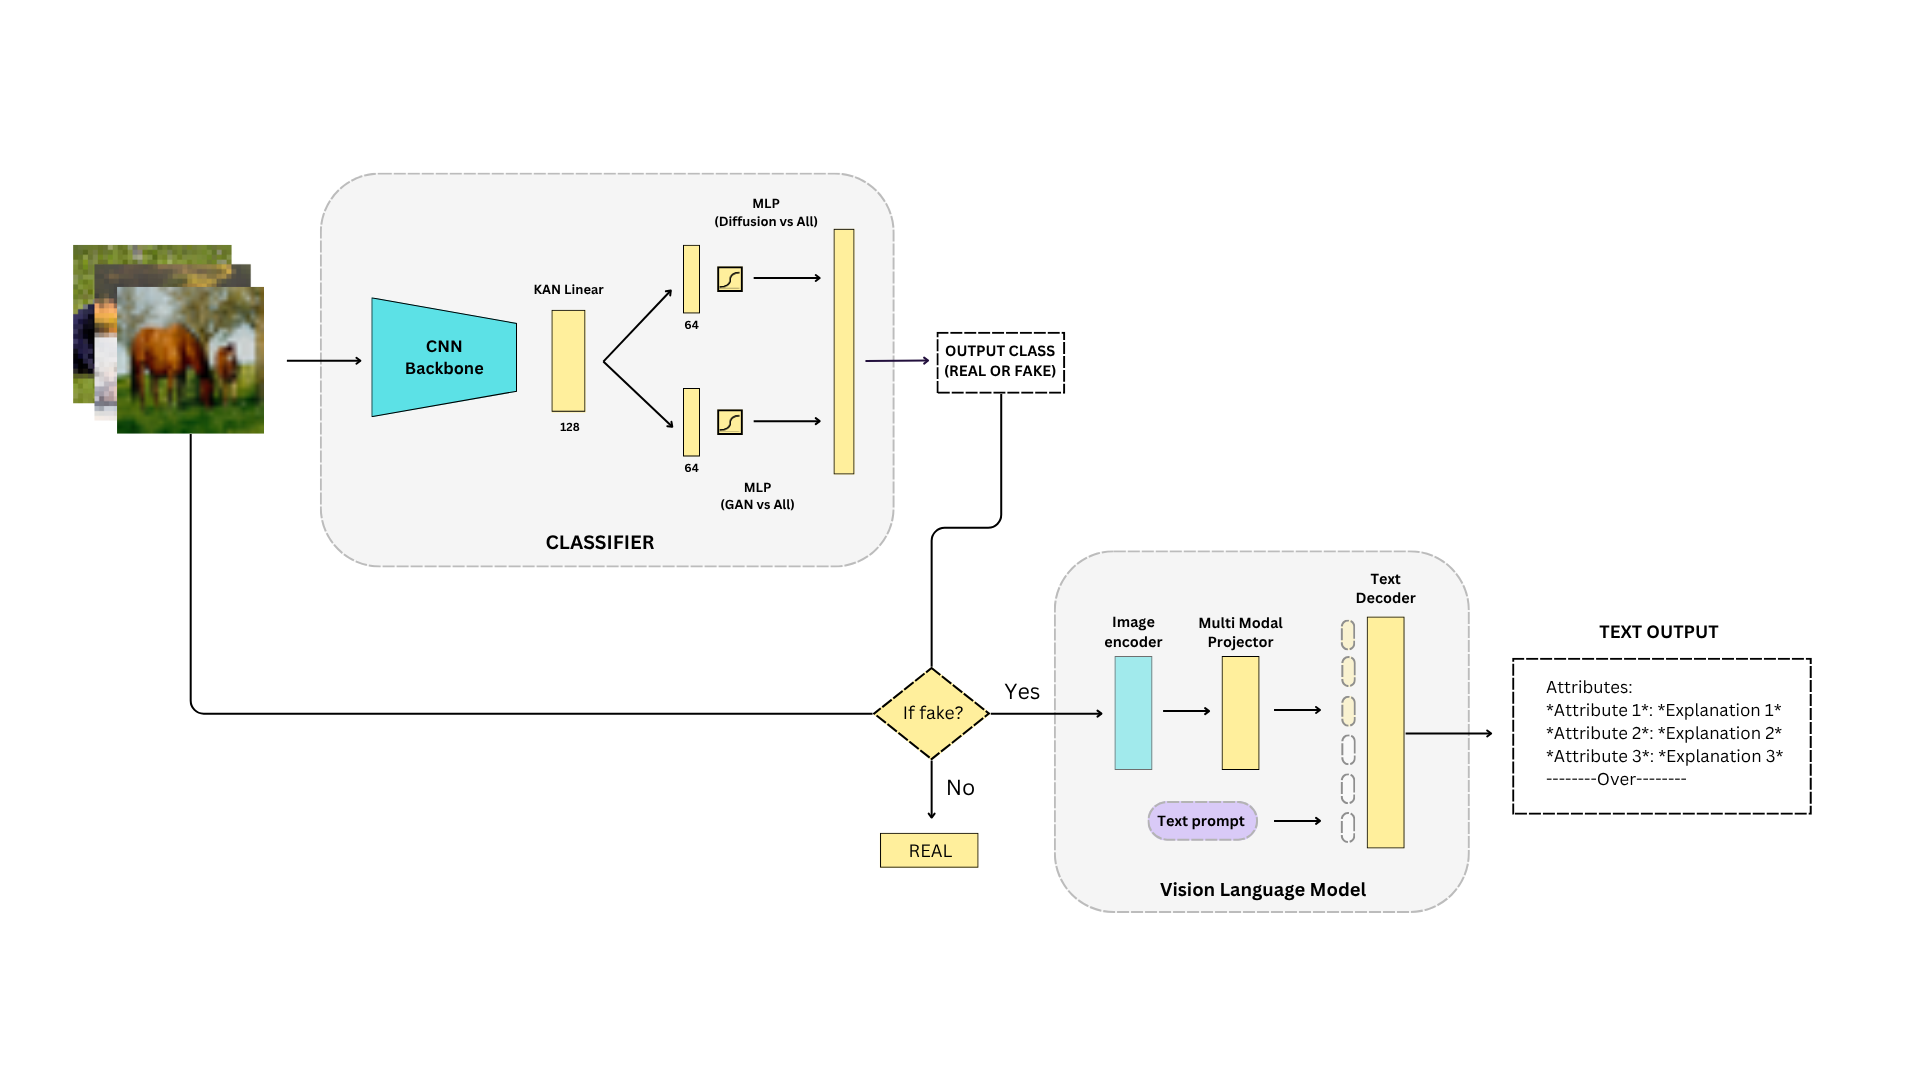 MLP
(Diffusion vs All)
KAN Linear
CNN
Backbone
128
64
64
MLP
(GAN vs All)
CLASSIFIER
OUTPUT CLASS
(REAL OR FAKE)
If fake?
Yes
No
REAL
Image
encoder
Multi Modal
Projector
Text
Decoder
Text prompt
Vision Language Model
TEXT OUTPUT
Attributes:
*Attribute 1*: *Explanation 1*
*Attribute 2*: *Explanation 2*
*Attribute 3*: *Explanation 3*
--------Over--------